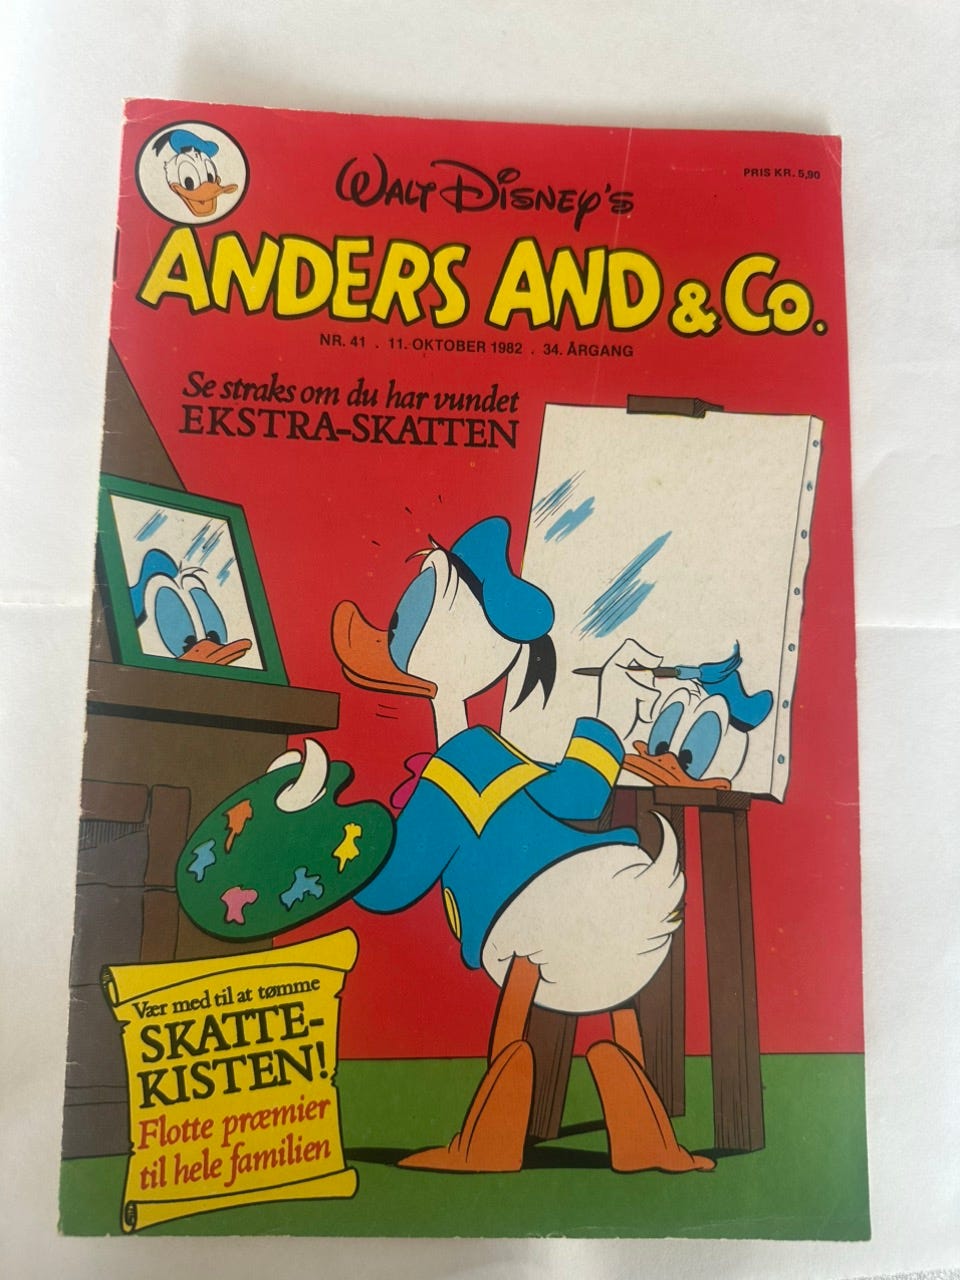 PRIS KR. 5,90
WALT DISNEY'S
ANDERS AND & CO.
NR. 41 . 11. OKTOBER 1982 . 34. ÅRGANG
Se straks om du har vundet
EKSTRA-SKATTEN
Vær med til at tømme
SKATTE-
KISTEN!
Flotte præmier
til hele familien